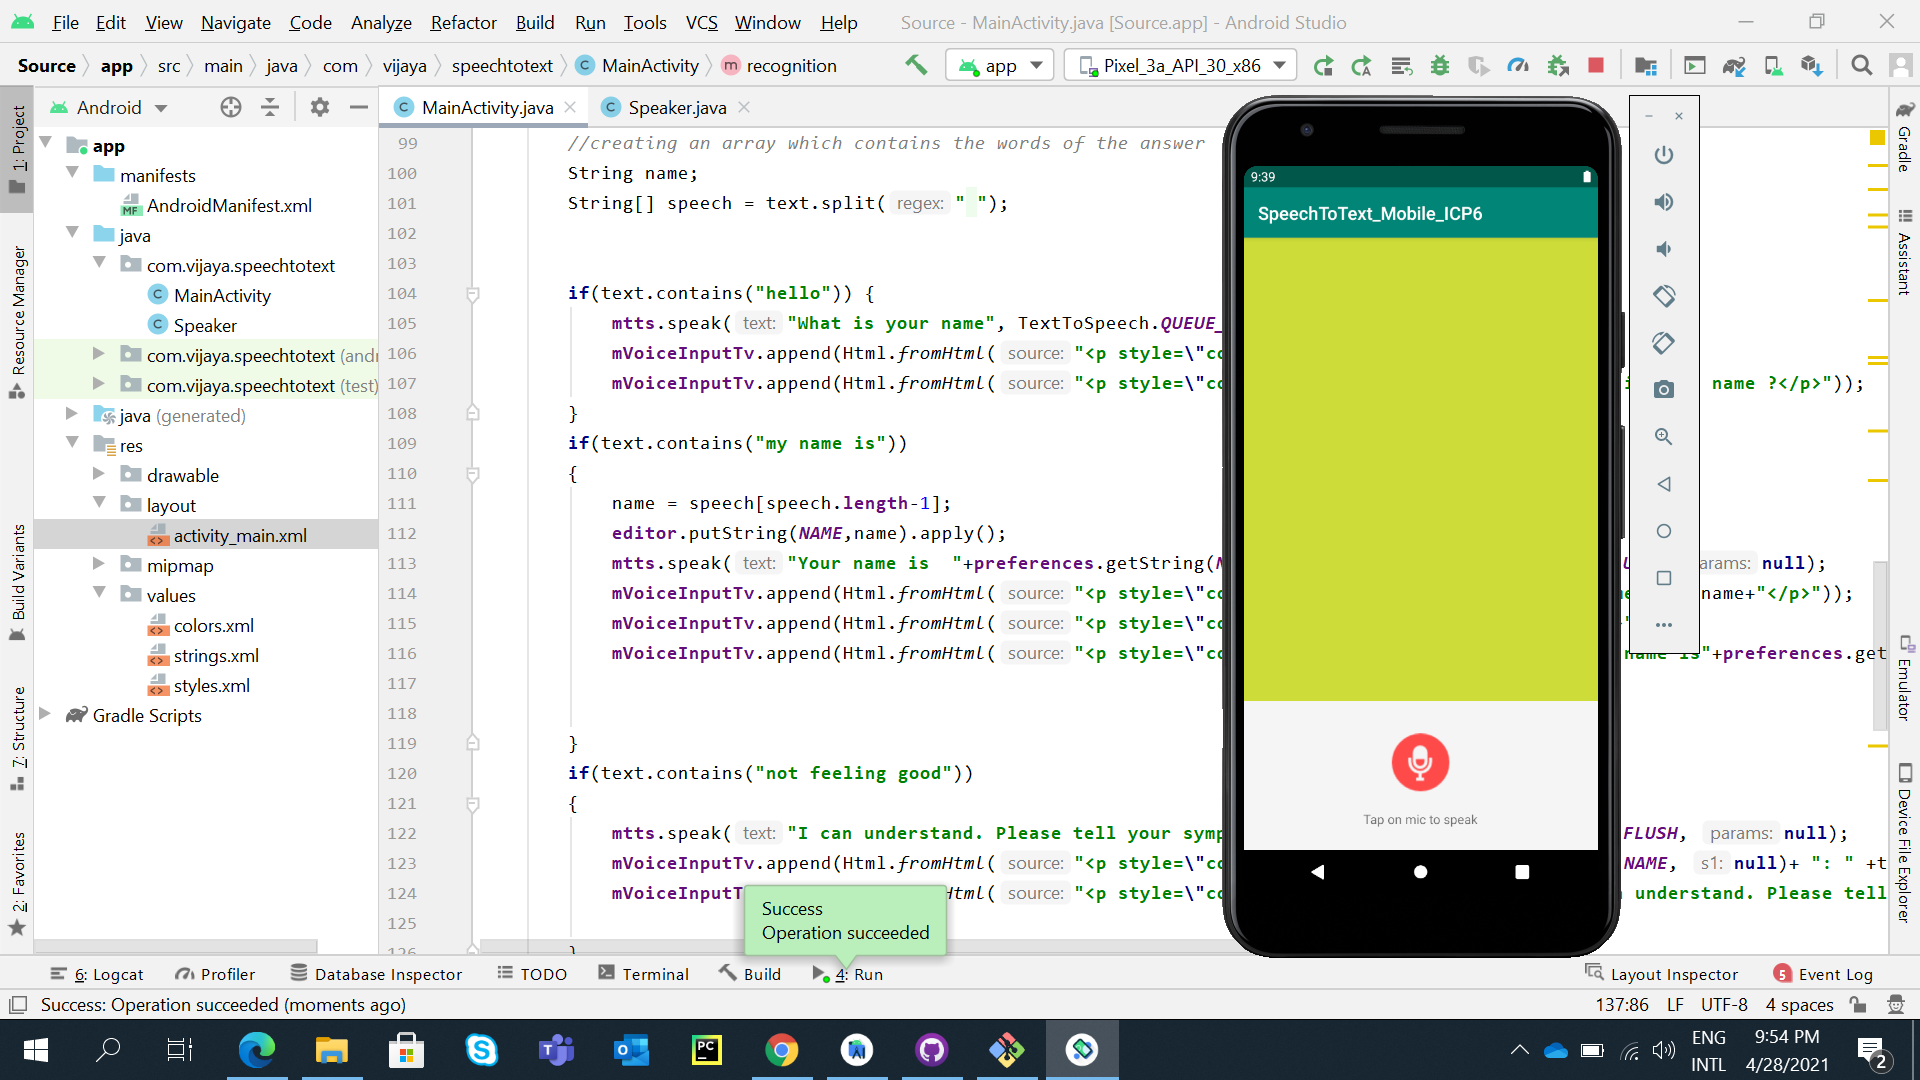 File Edit View Navigate Code Analyze Refactor Build Run Tools VCS Window Help Source - MainActivity.java [Source.app] - Android Studio
Source app src main java com vijaya speechtotext MainActivity recognition app Pixel_3a_API_30_x86
Android
MainActivity.java
Speaker.java
1: Project
Resource Manager
Build Variants
7: Structure
2: Favorites
app
manifests
AndroidManifest.xml
java
com.vijaya.speechtotext
MainActivity
Speaker
com.vijaya.speechtotext (andr
com.vijaya.speechtotext (test)
java (generated)
res
drawable
layout
activity_main.xml
mipmap
values
colors.xml
strings.xml
styles.xml
Gradle Scripts
99 //creating an array which contains the words of the answer
100 String name;
101 String[] speech = text.split( regex: " ");
102
103
104 if(text.contains("hello")) {
105 mtts.speak( text: "What is your name", TextToSpeech.QUEUE_
106 mVoiceInputTv.append(Html.fromHtml( source: "<p style=\"co
107 mVoiceInputTv.append(Html.fromHtml( source: "<p style=\"co name ?</p>"));
108 }
109 if(text.contains("my name is"))
110 {
111 name = speech[speech.length-1];
112 editor.putString(NAME,name).apply();
113 mtts.speak( text: "Your name is  "+preferences.getString(N params: null);
114 mVoiceInputTv.append(Html.fromHtml( source: "<p style=\"co name+"</p>"));
115 mVoiceInputTv.append(Html.fromHtml( source: "<p style=\"co
116 mVoiceInputTv.append(Html.fromHtml( source: "<p style=\"co name is"+preferences.get
117
118
119 }
120 if(text.contains("not feeling good"))
121 {
122 mtts.speak( text: "I can understand. Please tell your symp FLUSH, params: null);
123 mVoiceInputTv.append(Html.fromHtml( source: "<p style=\"co NAME, s1: null)+ ": " +t
124 mVoiceInputT Html( source: "<p style=\"co understand. Please tell
125
126 }
9:39
SpeechToText_Mobile_ICP6
Tap on mic to speak
Gradle
Assistant
Emulator
Device File Explorer
Success
Operation succeeded
6: Logcat Profiler Database Inspector TODO Terminal Build 4: Run Layout Inspector 5 Event Log
Success: Operation succeeded (moments ago) 137:86 LF UTF-8 4 spaces
ENG
INTL
9:54 PM
4/28/2021
2